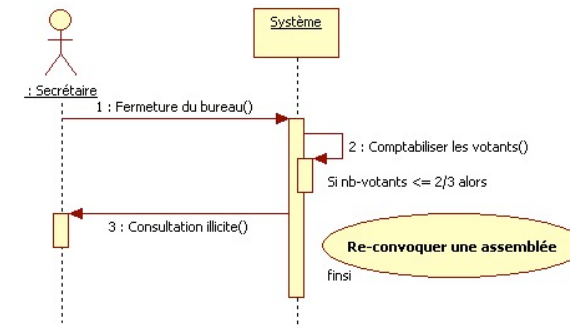 Système
: Secrétaire
1 : Fermeture du bureau()
2 : Comptabiliser les votants()
Si nb-votants <= 2/3 alors
3 : Consultation illicite()
Re-convoquer une assemblée
finsi